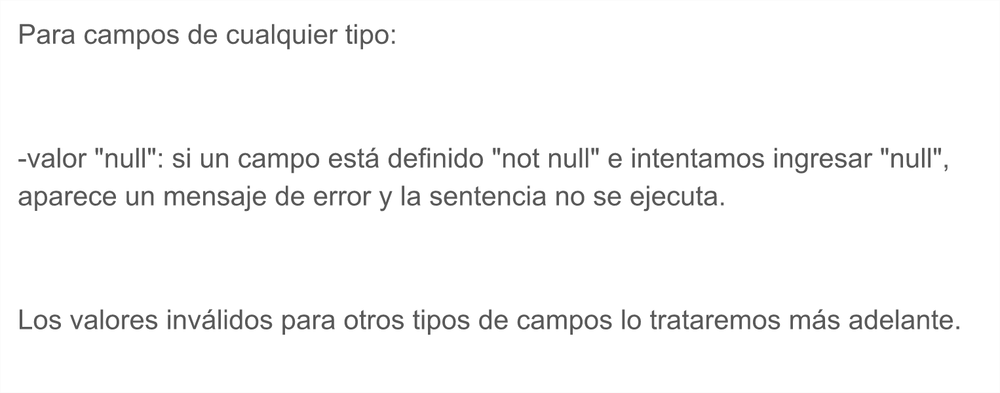 Para campos de cualquier tipo:
-valor "null": si un campo está definido "not null" e intentamos ingresar "null",
aparece un mensaje de error y la sentencia no se ejecuta.
Los valores inválidos para otros tipos de campos lo trataremos más adelante.